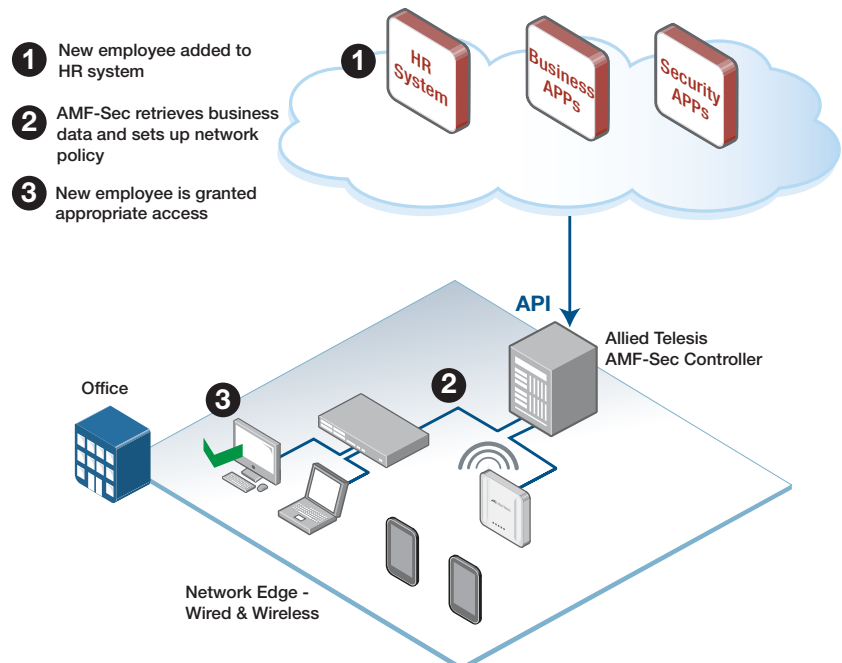 1 New employee added to
HR system
2 AMF-Sec retrieves business
data and sets up network
policy
3 New employee is granted
appropriate access
1
HR
System
Business
APPs
Security
APPs
API
Allied Telesis
AMF-Sec Controller
Office
3
2
Network Edge -
Wired & Wireless